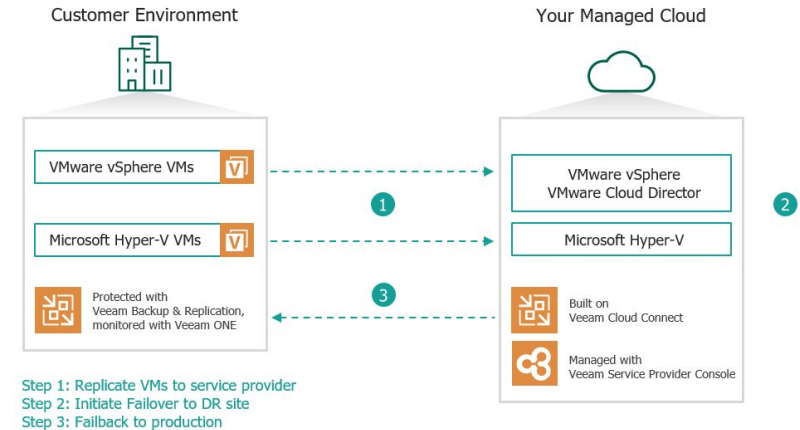 Customer Environment
Your Managed Cloud
VMware vSphere VMs
V
VMware vSphere
VMware Cloud Director
1
2
Microsoft Hyper-V VMs
V
Microsoft Hyper-V
3
Protected with
Veeam Backup & Replication,
monitored with Veeam ONE
Built on
Veeam Cloud Connect
Managed with
Veeam Service Provider Console
Step 1: Replicate VMs to service provider
Step 2: Initiate Failover to DR site
Step 3: Failback to production